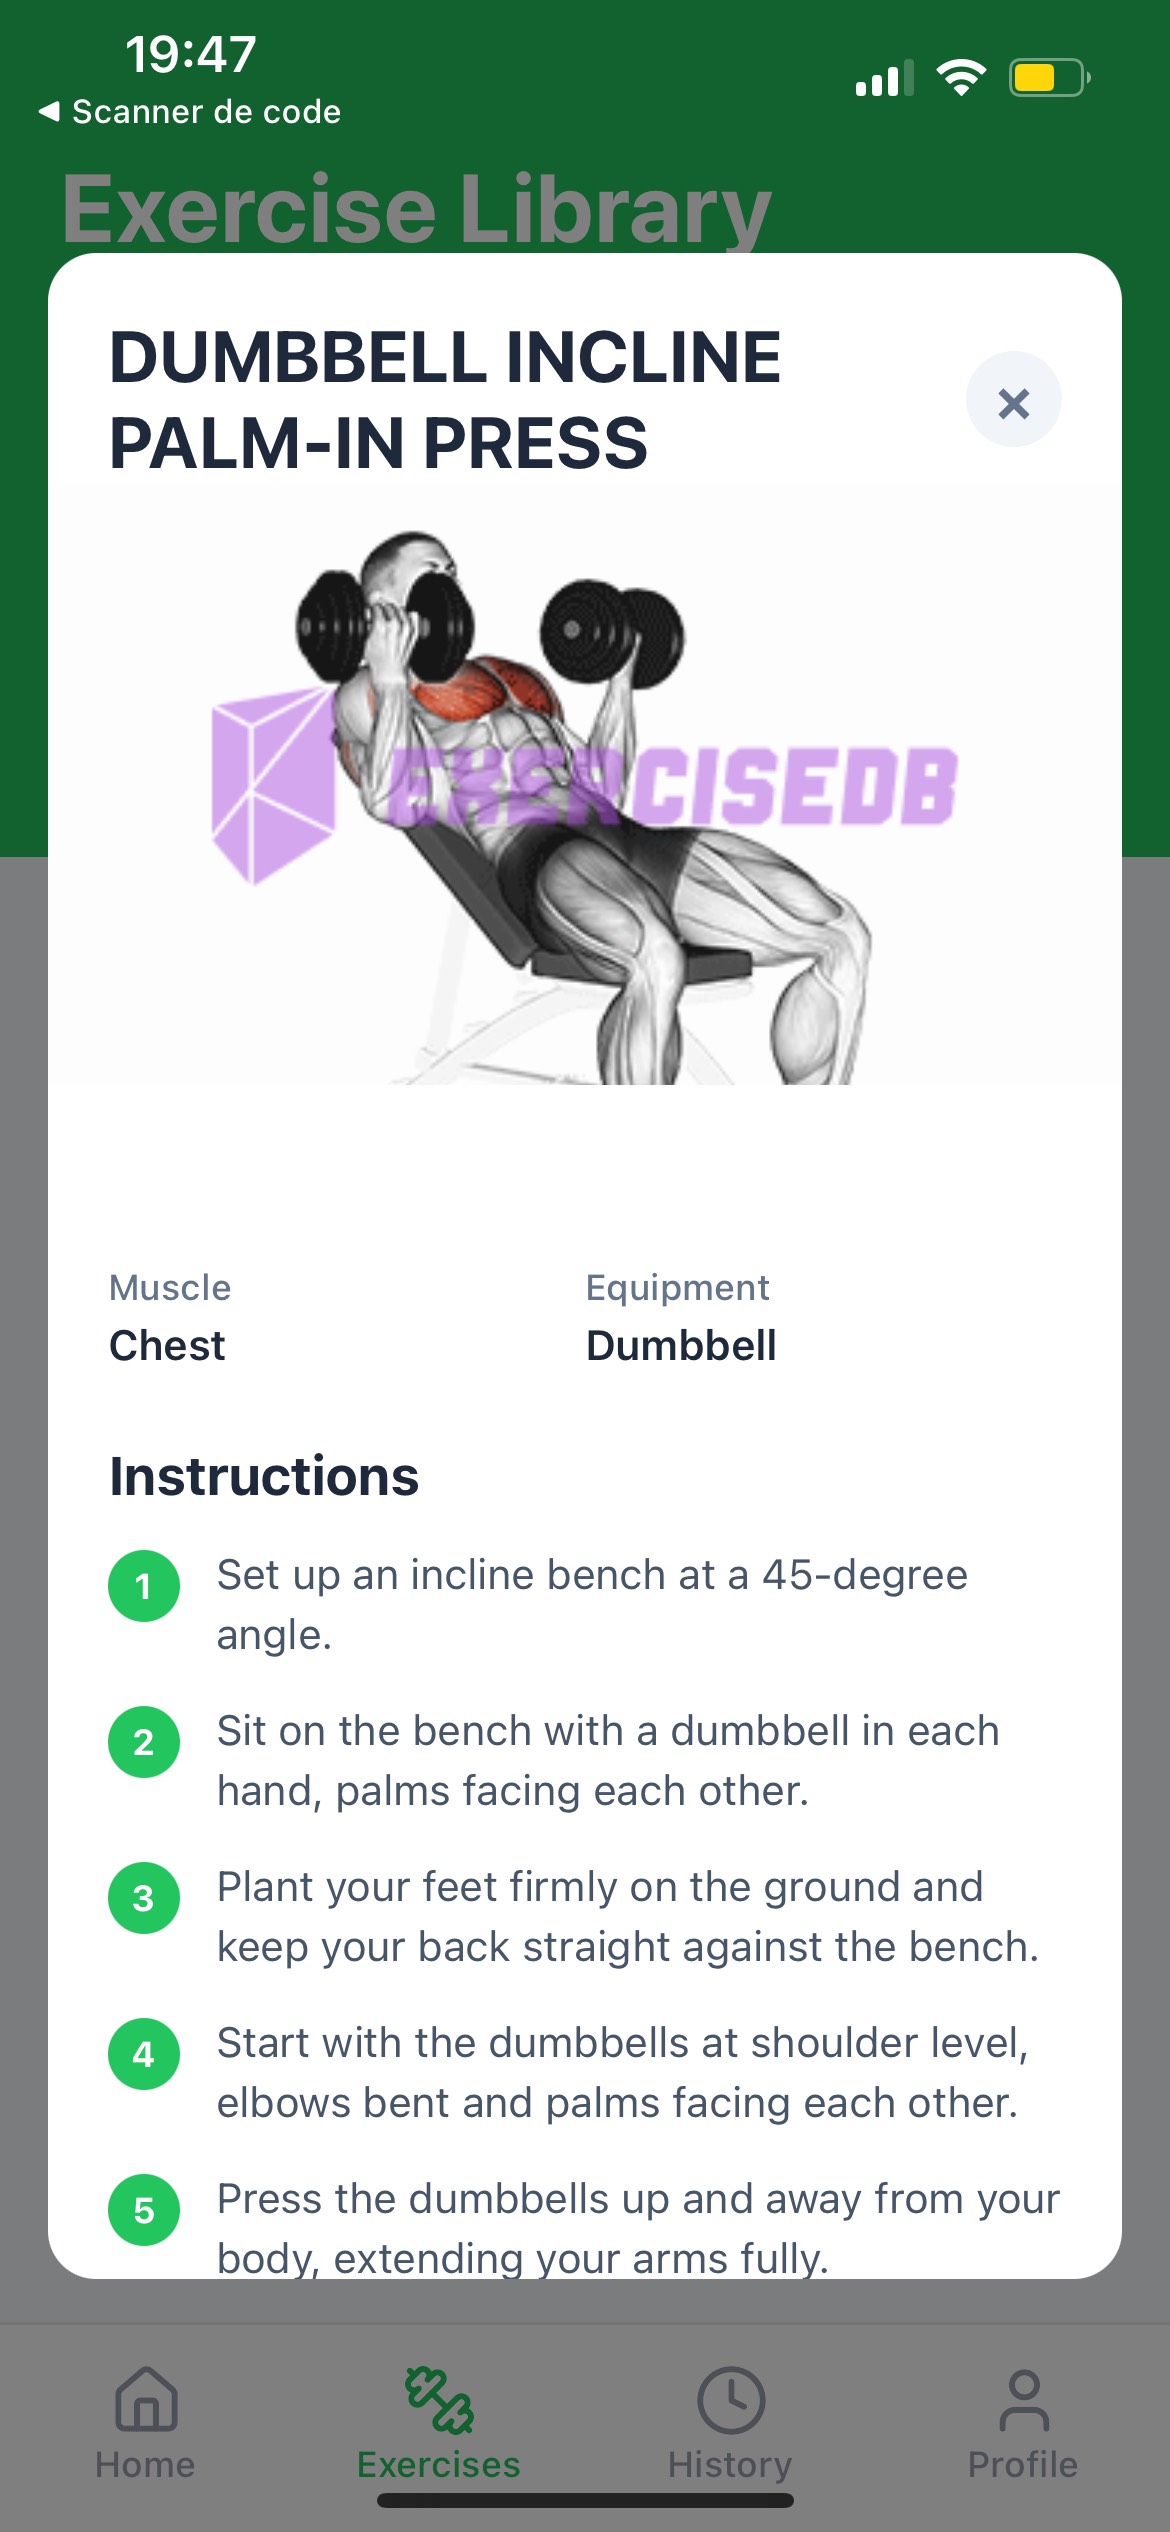 19:47
Scanner de code
Exercise Library
DUMBBELL INCLINE
PALM-IN PRESS
EXERCISEDB
Muscle
Equipment
Chest
Dumbbell
Instructions
1
Set up an incline bench at a 45-degree
angle.
2
Sit on the bench with a dumbbell in each
hand, palms facing each other.
3
Plant your feet firmly on the ground and
keep your back straight against the bench.
4
Start with the dumbbells at shoulder level,
elbows bent and palms facing each other.
5
Press the dumbbells up and away from your
body, extending your arms fully.
Home
Exercises
History
Profile